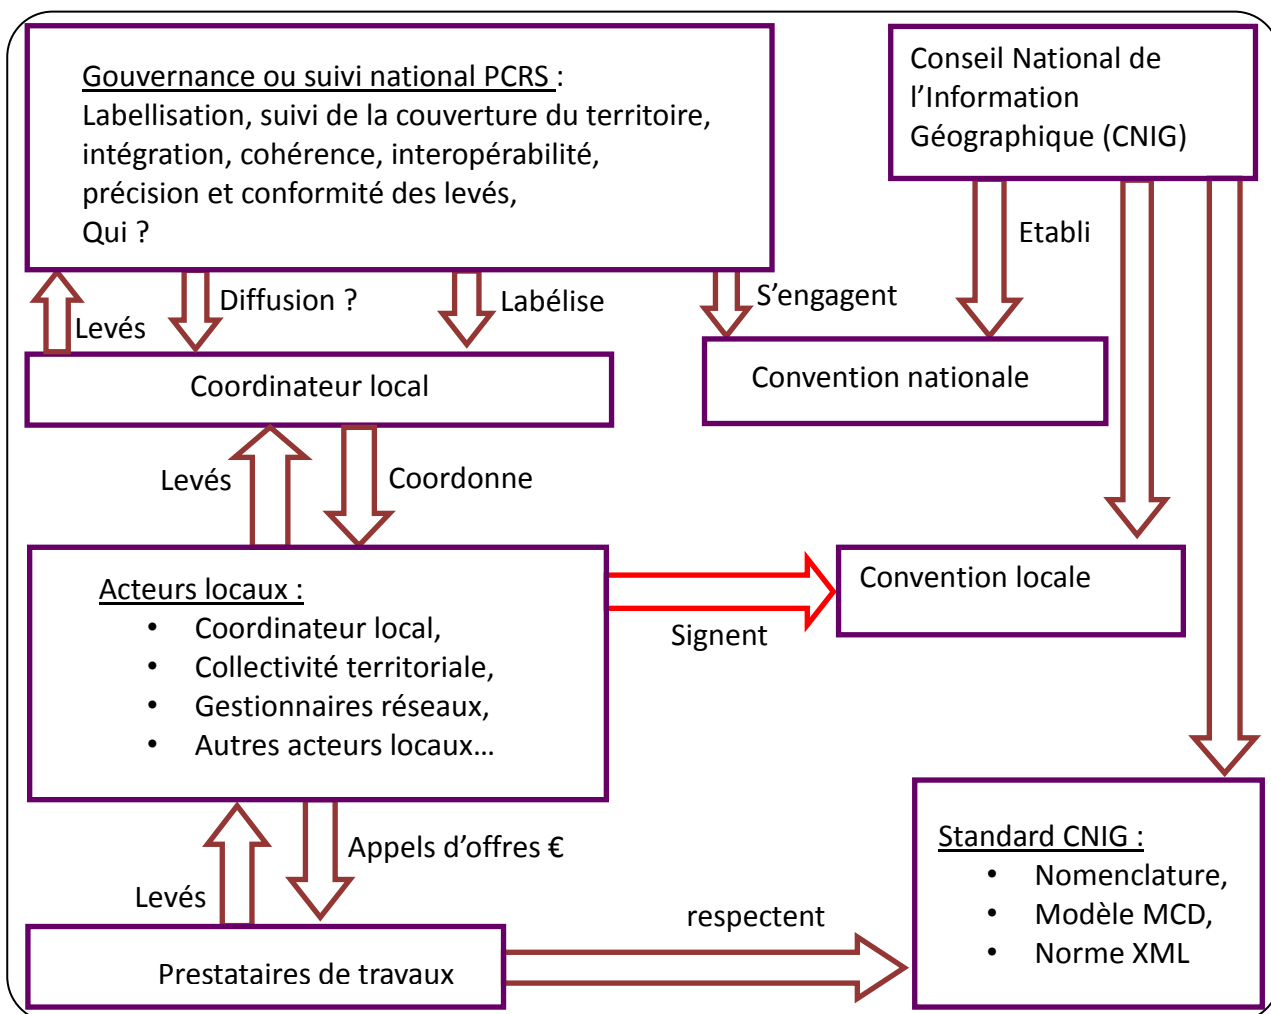 Gouvernance ou suivi national PCRS :
Labellisation, suivi de la couverture du territoire,
intégration, cohérence, interopérabilité,
précision et conformité des levés,
Qui ?
Conseil National de
l’Information
Géographique (CNIG)
Levés
Diffusion ?
Labélise
S’engagent
Etabli
Coordinateur local
Convention nationale
Levés
Coordonne
Acteurs locaux :
• Coordinateur local,
• Collectivité territoriale,
• Gestionnaires réseaux,
• Autres acteurs locaux…
Signent
Convention locale
Levés
Appels d’offres €
Prestataires de travaux
respectent
Standard CNIG :
• Nomenclature,
• Modèle MCD,
• Norme XML